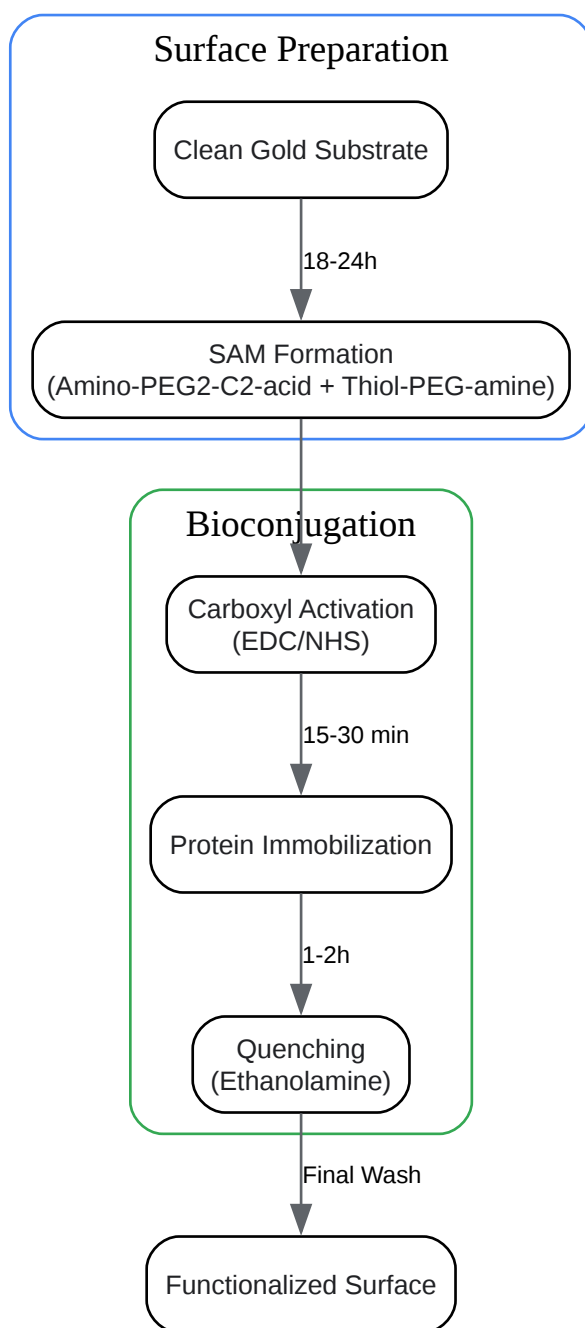 Surface Preparation
Clean Gold Substrate
18-24h
SAM Formation
(Amino-PEG2-C2-acid + Thiol-PEG-amine)
Bioconjugation
Carboxyl Activation
(EDC/NHS)
15-30 min
Protein Immobilization
1-2h
Quenching
(Ethanolamine)
Final Wash
Functionalized Surface